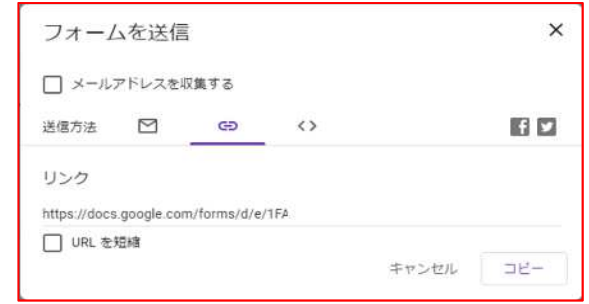 フォームを送信
メールアドレスを収集する
送信方法
リンク
https://docs.google.com/forms/d/e/1FA
URL を短縮
キャンセル コピー